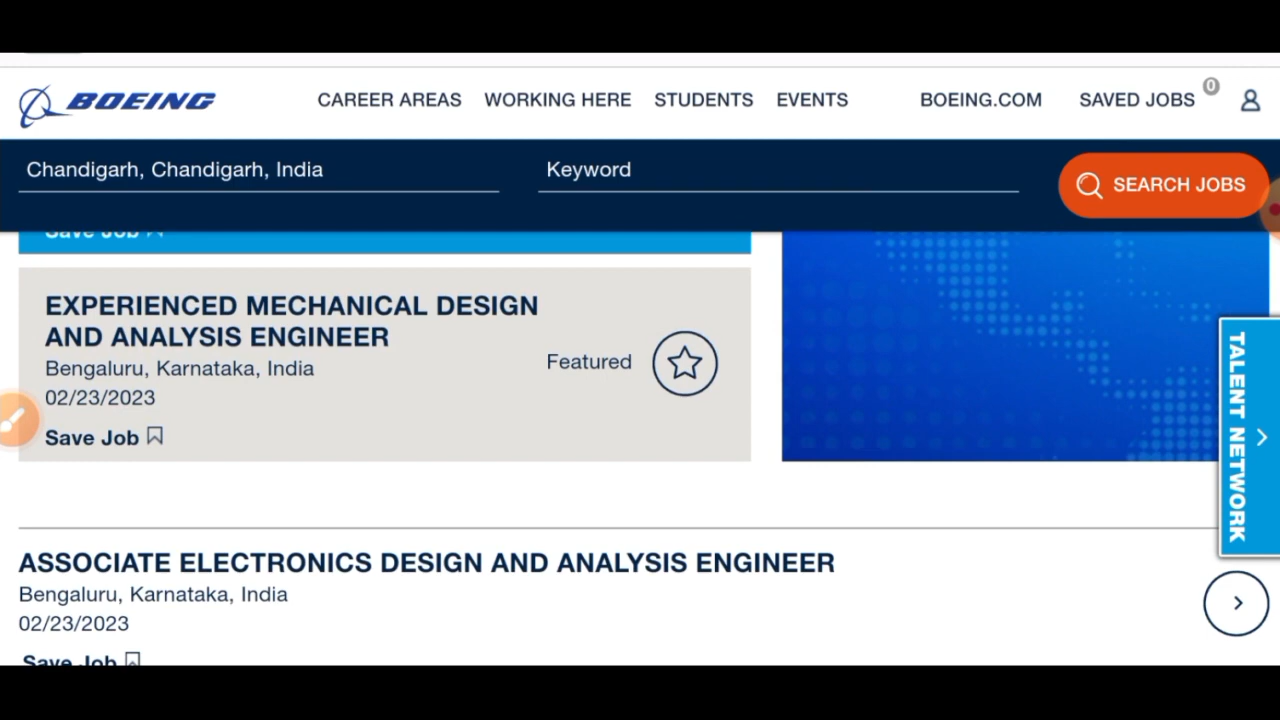 BOEING
CAREER AREAS WORKING HERE STUDENTS EVENTS BOEING.COM SAVED JOBS 0
Chandigarh, Chandigarh, India Keyword SEARCH JOBS
Save Job
EXPERIENCED MECHANICAL DESIGN
AND ANALYSIS ENGINEER
Bengaluru, Karnataka, India
Featured
02/23/2023
Save Job
TALENT NETWORK
ASSOCIATE ELECTRONICS DESIGN AND ANALYSIS ENGINEER
Bengaluru, Karnataka, India
02/23/2023
Save Job